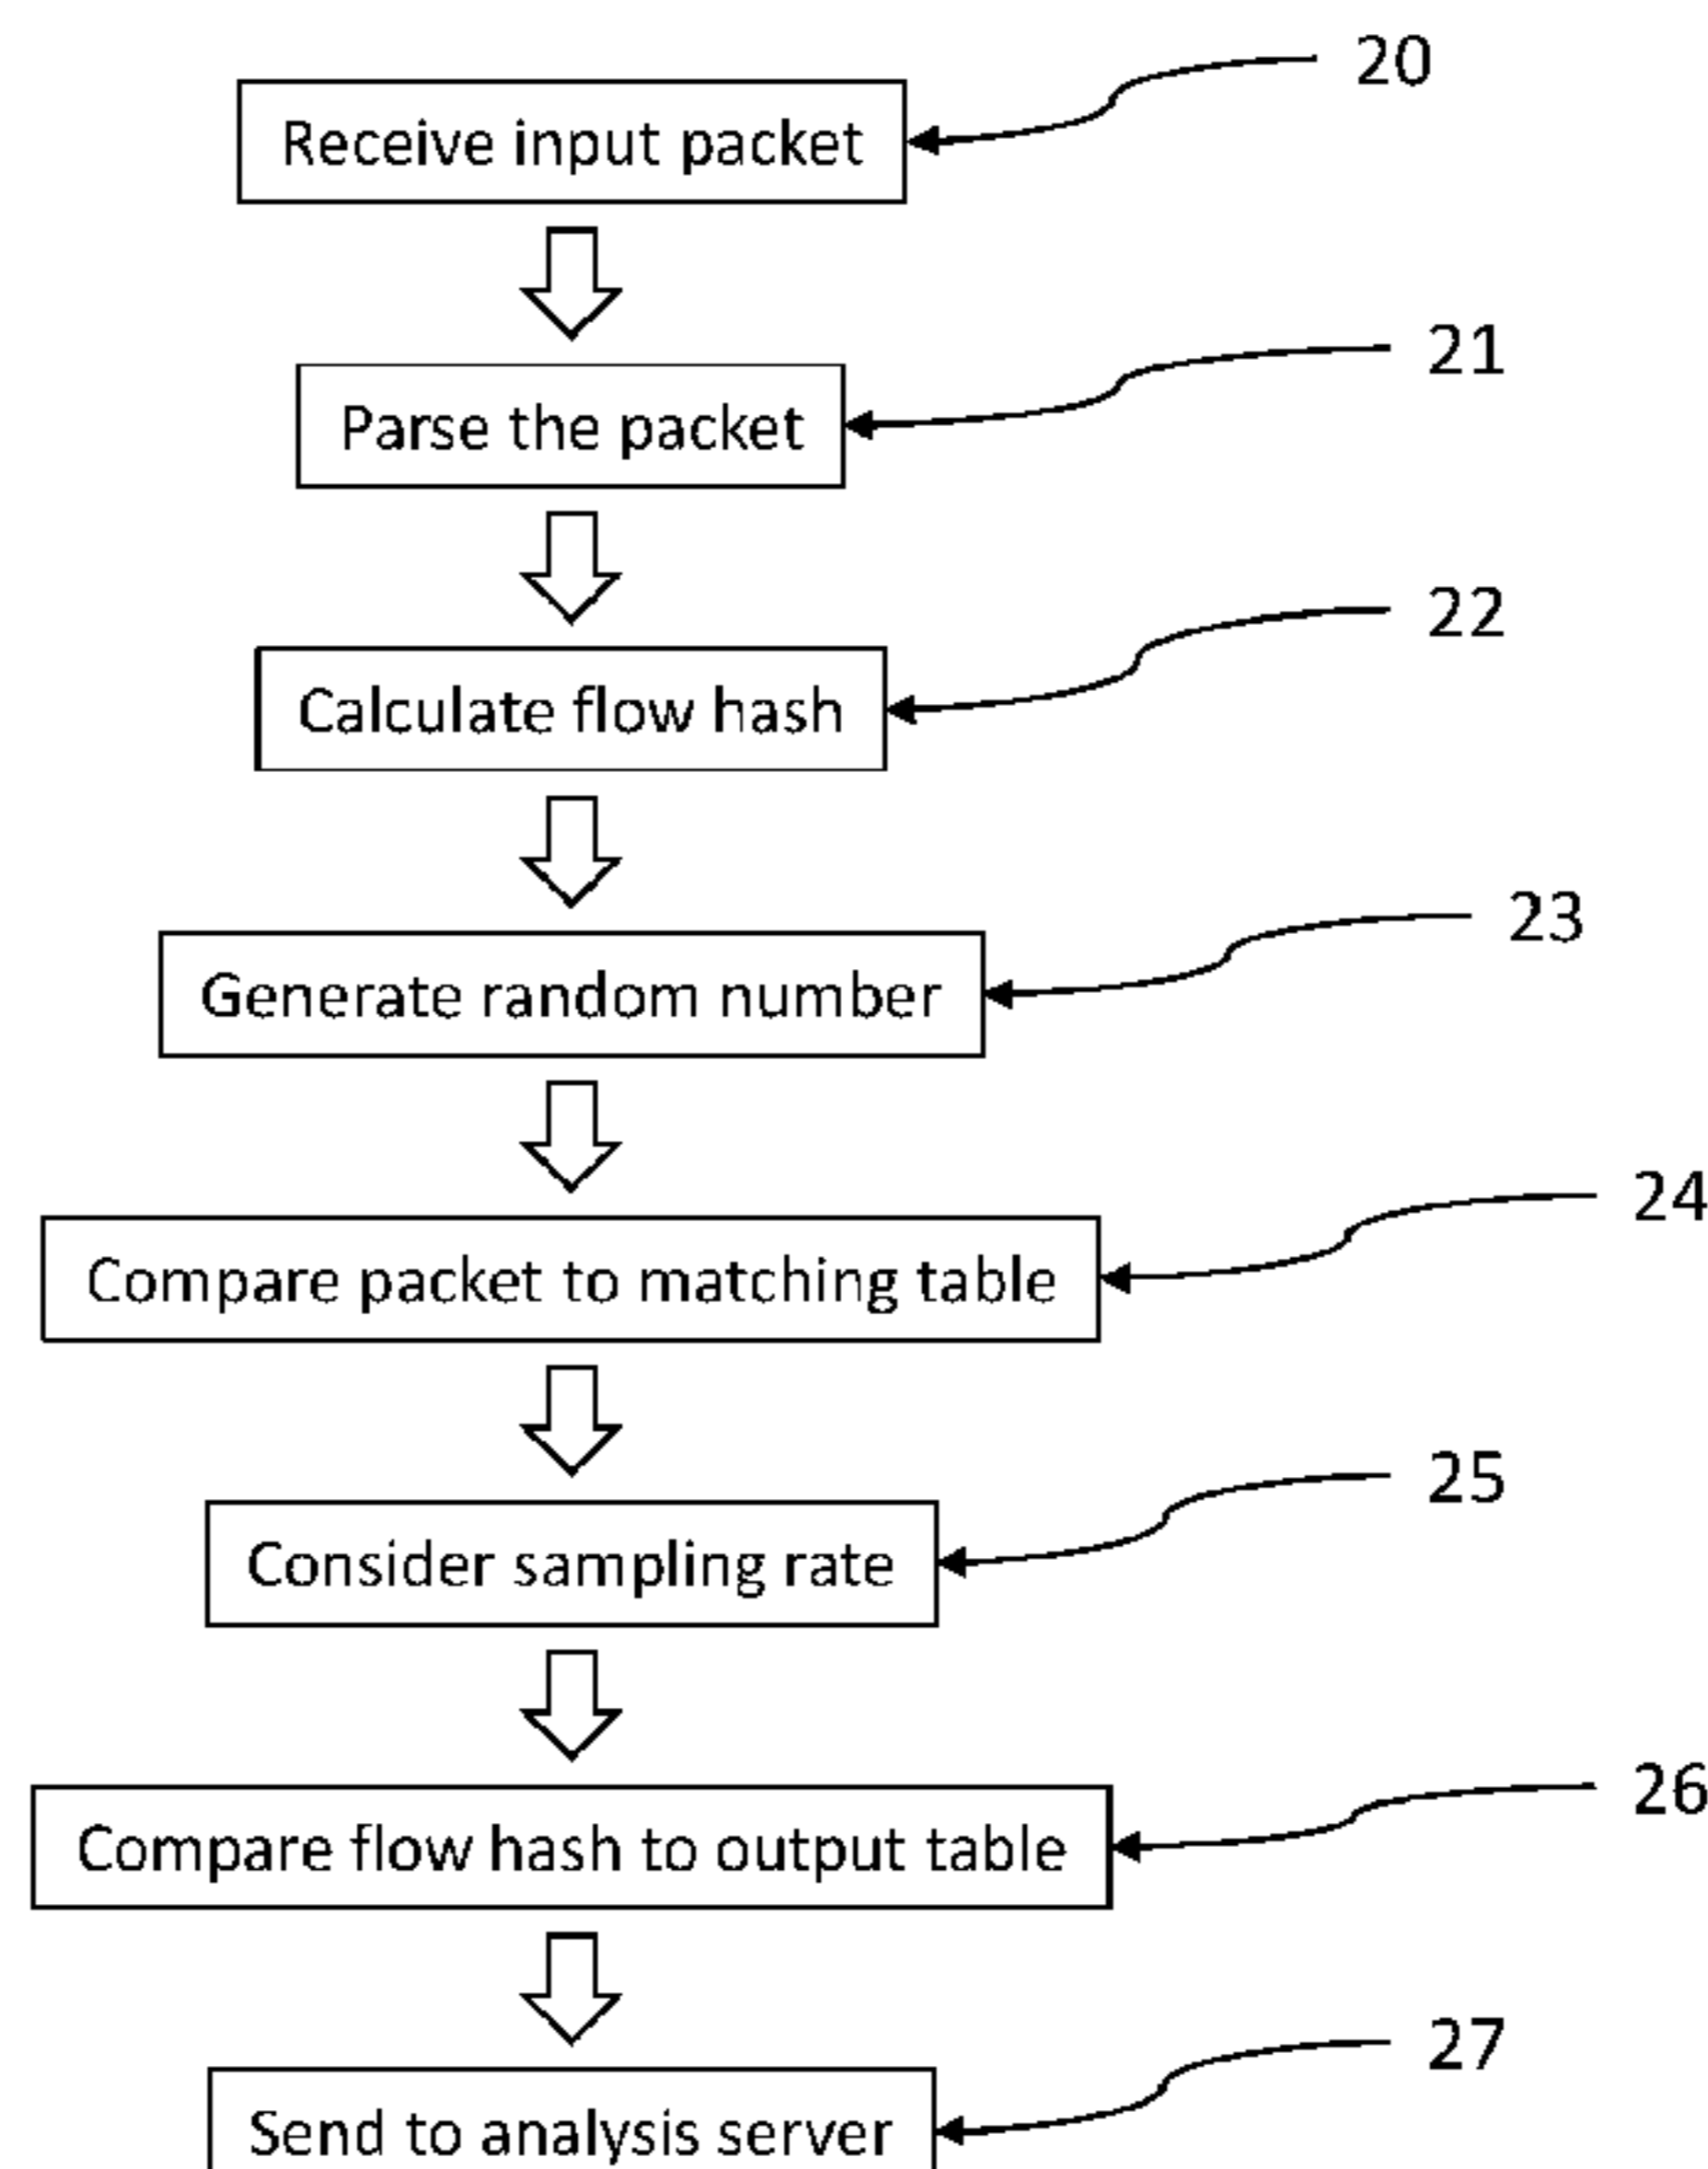 20
Receive input packet
21
Parse the packet
22
Calculate flow hash
23
Generate random number
24
Compare packet to matching table
25
Consider sampling rate
26
Compare flow hash to output table
27
Send to analysis server